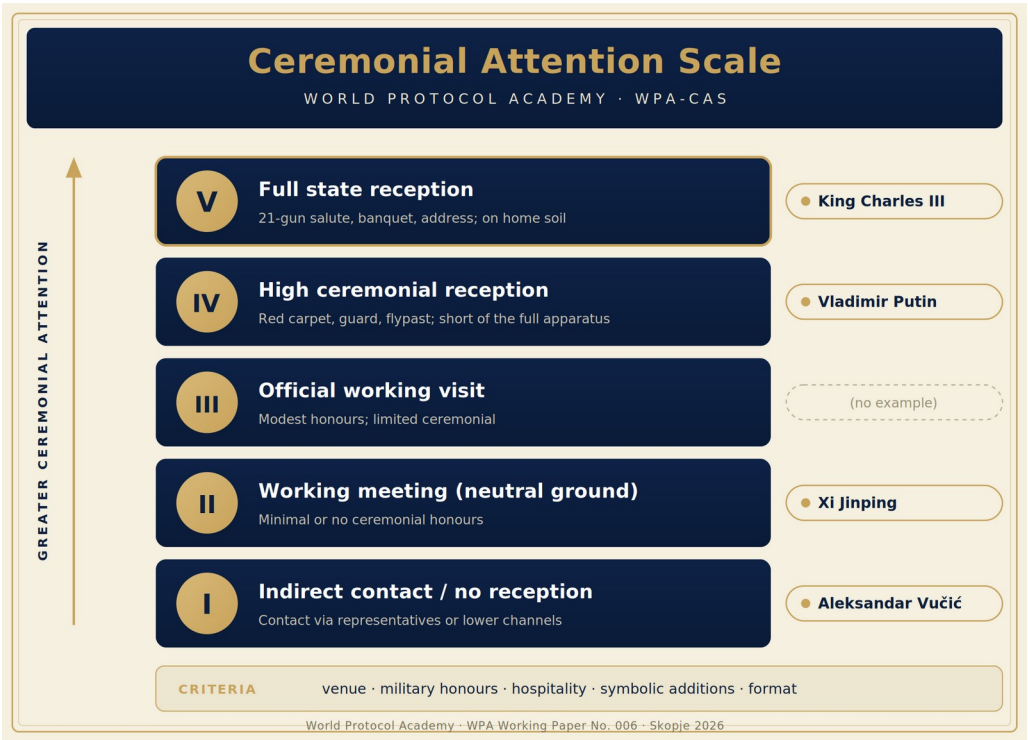 Ceremonial Attention Scale
WORLD PROTOCOL ACADEMY · WPA-CAS
GREATER CEREMONIAL ATTENTION
V
Full state reception
21-gun salute, banquet, address; on home soil
King Charles III
IV
High ceremonial reception
Red carpet, guard, flypast; short of the full apparatus
Vladimir Putin
III
Official working visit
Modest honours; limited ceremonial
(no example)
II
Working meeting (neutral ground)
Minimal or no ceremonial honours
Xi Jinping
I
Indirect contact / no reception
Contact via representatives or lower channels
Aleksandar Vučić
CRITERIA
venue · military honours · hospitality · symbolic additions · format
World Protocol Academy · WPA Working Paper No. 006 · Skopje 2026